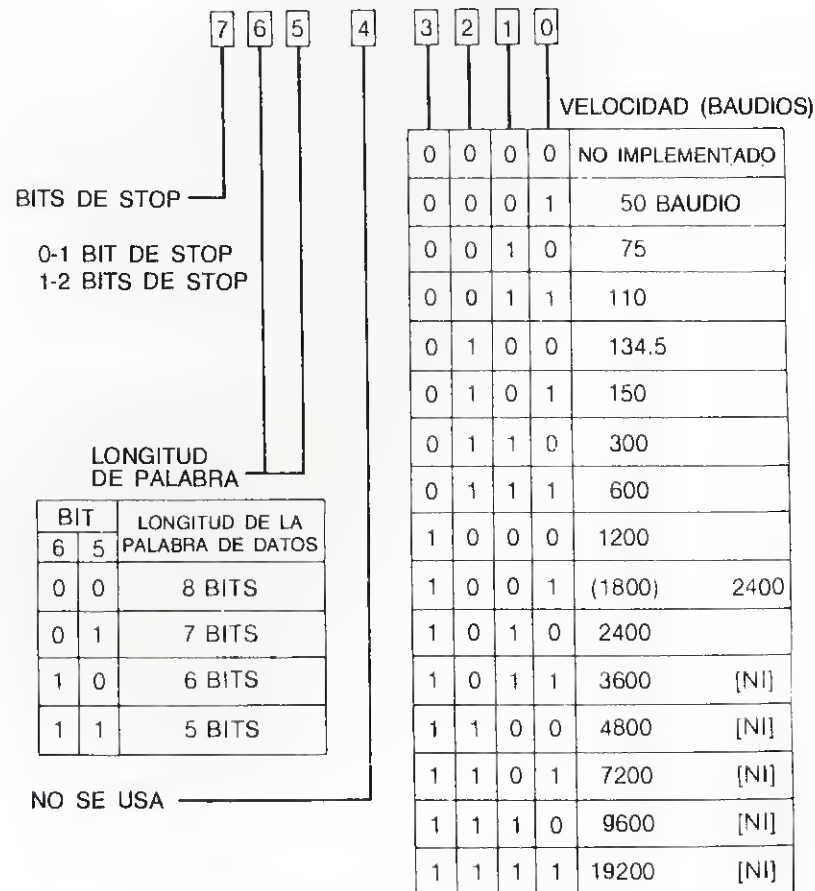 7 6 5 4 3 2 1 0
VELOCIDAD (BAUDIOS)
0 0 0 0 NO IMPLEMENTADO
0 0 0 1 50 BAUDIO
0 0 1 0 75
0 0 1 1 110
0 1 0 0 134.5
0 1 0 1 150
0 1 1 0 300
0 1 1 1 600
1 0 0 0 1200
1 0 0 1 (1800) 2400
1 0 1 0 2400
1 0 1 1 3600 [NI]
1 1 0 0 4800 [NI]
1 1 0 1 7200 [NI]
1 1 1 0 9600 [NI]
1 1 1 1 19200 [NI]
BITS DE STOP
0-1 BIT DE STOP
1-2 BITS DE STOP
LONGITUD
DE PALABRA
BIT
6 5
LONGITUD DE LA
PALABRA DE DATOS
0 0 8 BITS
0 1 7 BITS
1 0 6 BITS
1 1 5 BITS
NO SE USA